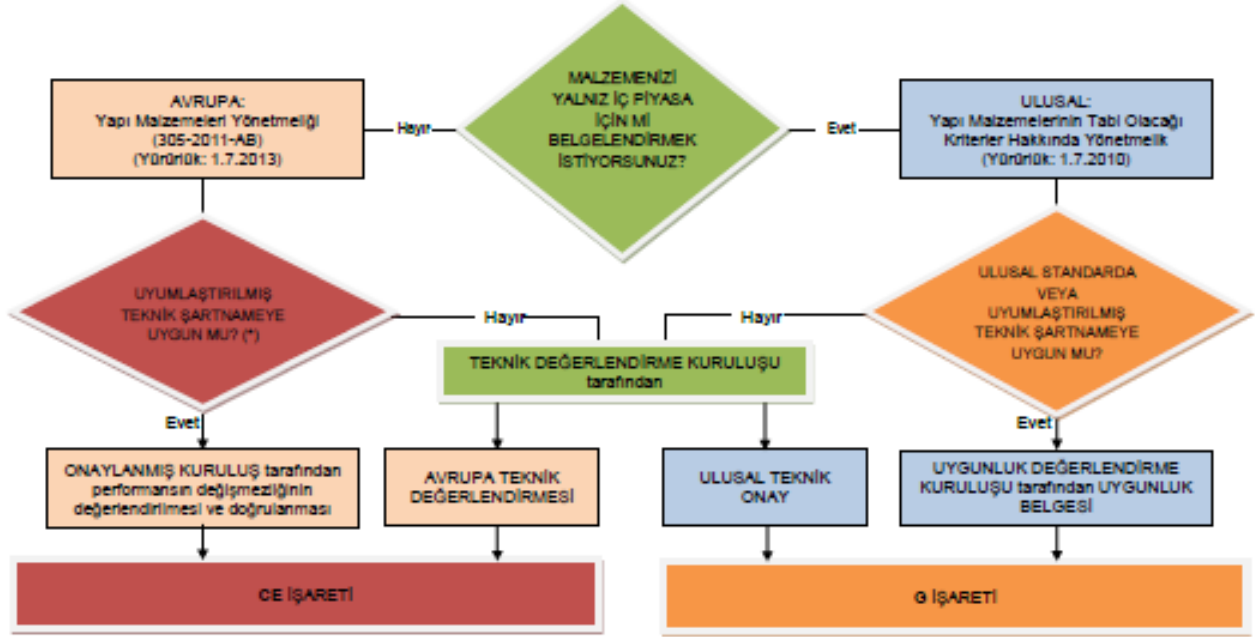 MALZEMENİZİ
YALNIZ İÇ PİYASA
İÇİN Mİ
BELGELENDİRMEK
İSTİYORSUNUZ?
Hayır
Evet
AVRUPA:
Yapı Malzemeleri Yönetmeliği
(305-2011-AB)
(Yürürlük: 1.7.2013)
ULUSAL:
Yapı Malzemelerinin Tabi Olacağı
Kriterler Hakkında Yönetmelik
(Yürürlük: 1.7.2010)
UYUMLAŞTIRILMIŞ
TEKNİK ŞARTNAMEYE
UYGUN MU? (*)
Hayır
Hayır
ULUSAL STANDARDA
VEYA
UYUMLAŞTIRILMIŞ
TEKNİK ŞARTNAMEYE
UYGUN MU?
TEKNİK DEĞERLENDİRME KURULUŞU
tarafından
Evet
Evet
ONAYLANMIŞ KURULUŞ tarafından
performansın değişmezliğinin
değerlendirilmesi ve doğrulanması
AVRUPA TEKNİK
DEĞERLENDİRMESİ
ULUSAL TEKNİK
ONAY
UYGUNLUK DEĞERLENDİRME
KURULUŞU tarafından UYGUNLUK
BELGESİ
CE İŞARETİ
G İŞARETİ